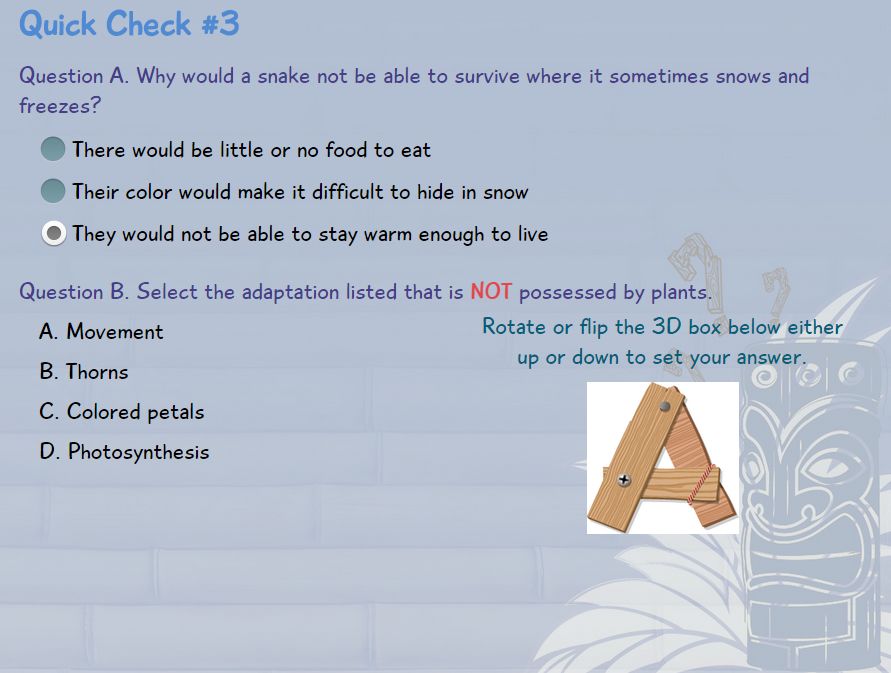 Quick Check #3
Question A. Why would a snake not be able to survive where it sometimes snows and
freezes?
There would be little or no food to eat
Their color would make it difficult to hide in snow
They would not be able to stay warm enough to live
Question B. Select the adaptation listed that is NOT possessed by plants.
A. Movement
B. Thorns
C. Colored petals
D. Photosynthesis
Rotate or flip the 3D box below either
up or down to set your answer.
A